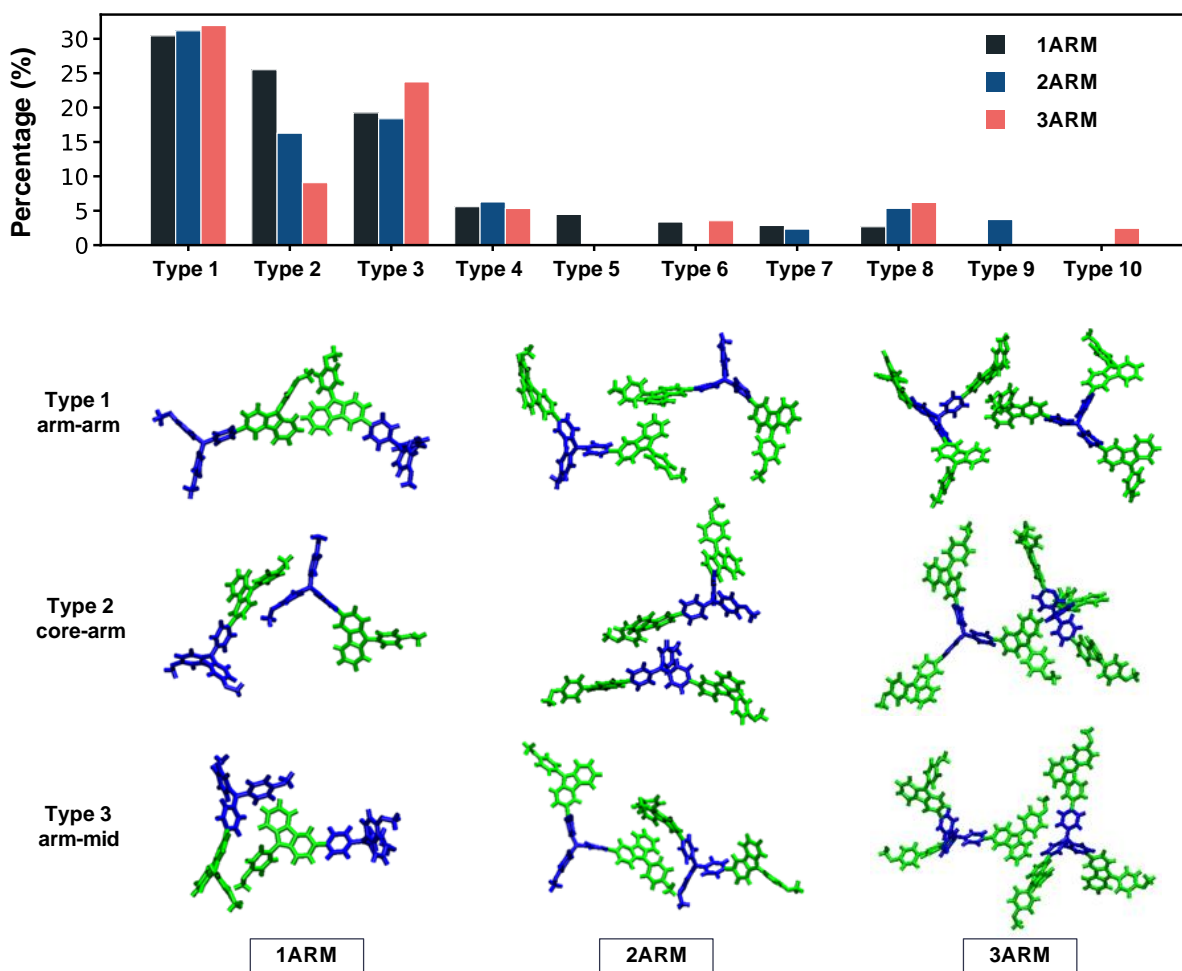 Percentage (%)
30
25
20
15
10
5
0
1ARM
2ARM
3ARM
Type 1 Type 2 Type 3 Type 4 Type 5 Type 6 Type 7 Type 8 Type 9 Type 10
Type 1
arm-arm
Type 2
core-arm
Type 3
arm-mid
1ARM 2ARM 3ARM